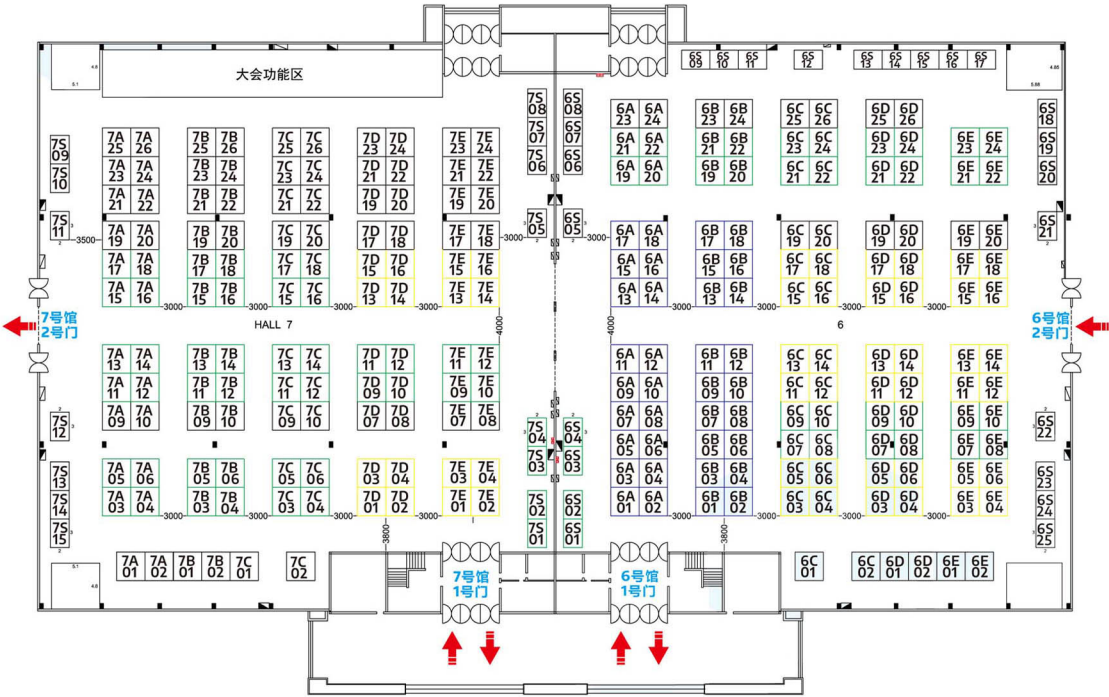 6S 6S 6S 6S 6S 6S 6S 6S 6S
09 10 11 12 13 14 15 16 17
大会功能区
4.8
5.1
4.85
5.88
7S 7S 7S 6S 6S 6S
08 07 06 08 07 06
7A 7A 7B 7B 7C 7C 7D 7D 7E 7E
25 26 25 26 25 26 23 24 23 24
7A 7A 7B 7B 7C 7C 7D 7D 7E 7E
23 24 23 24 23 24 21 22 21 22
7A 7A 7B 7B 7C 7C 7D 7D 7E 7E
21 22 21 22 21 22 19 20 19 20
6A 6A 6B 6B 6C 6C 6D 6D
23 24 23 24 25 26 25 26
6A 6A 6B 6B 6C 6C 6D 6D 6E 6E
21 22 21 22 23 24 23 24 23 24
6A 6A 6B 6B 6C 6C 6D 6D 6E 6E
19 20 19 20 21 22 21 22 21 22
7S 7S 7S
09 10 11
6S 6S 6S 6S
18 19 20 21
7S 6S
05 05
7A 7A 7B 7B 7C 7C 7D 7D 7E 7E
19 20 19 20 19 20 17 18 17 18
7A 7A 7B 7B 7C 7C 7D 7D 7E 7E
17 18 17 18 17 18 15 16 15 16
7A 7A 7B 7B 7C 7C 7D 7D 7E 7E
15 16 15 16 15 16 13 14 13 14
6A 6A 6B 6B 6C 6C 6D 6D 6E 6E
17 18 17 18 19 20 19 20 19 20
6A 6A 6B 6B 6C 6C 6D 6D 6E 6E
15 16 15 16 17 18 17 18 17 18
6A 6A 6B 6B 6C 6C 6D 6D 6E 6E
13 14 13 14 15 16 15 16 15 16
3500
3000 3000
3000 3000 3000 3000 3000 3000 3000 3000
7号馆
2号门
HALL 7
4000 4000
6
6号馆
2号门
7A 7A 7B 7B 7C 7C 7D 7D 7E 7E
13 14 13 14 13 14 11 12 11 12
7A 7A 7B 7B 7C 7C 7D 7D 7E 7E
11 12 11 12 11 12 09 10 09 10
7A 7A 7B 7B 7C 7C 7D 7D 7E 7E
09 10 09 10 09 10 07 08 07 08
6A 6A 6B 6B 6C 6C 6D 6D 6E 6E
11 12 11 12 13 14 13 14 13 14
6A 6A 6B 6B 6C 6C 6D 6D 6E 6E
09 10 09 10 11 12 11 12 11 12
6A 6A 6B 6B 6C 6C 6D 6D 6E 6E
07 08 07 08 09 10 09 10 09 10
6A 6A 6B 6B 6C 6C 6D 6D 6E 6E
05 06 05 06 07 08 07 08 07 08
7S 7S 6S 6S
04 03 04 03
7S 7S 6S 6S
02 01 02 01
7S 7S 7S 7S
12 13 14 15
6S 6S 6S 6S
22 23 24 25
7A 7A 7B 7B 7C 7C 7D 7D 7E 7E
05 06 05 06 05 06 03 04 03 04
7A 7A 7B 7B 7C 7C 7D 7D 7E 7E
03 04 03 04 03 04 01 02 01 02
6A 6A 6B 6B 6C 6C 6D 6D 6E 6E
03 04 03 04 05 06 05 06 05 06
6A 6A 6B 6B 6C 6C 6D 6D 6E 6E
01 02 01 02 03 04 03 04 03 04
3000 3000 3000 3000 3000 3000 3000 3000
3800 3800
7A 7A 7B 7B 7C 7C
01 02 01 02 01 02
6C 6C 6D 6D 6E 6E
01 02 01 02 01 02
5.1
4.8
7号馆
1号门
6号馆
1号门